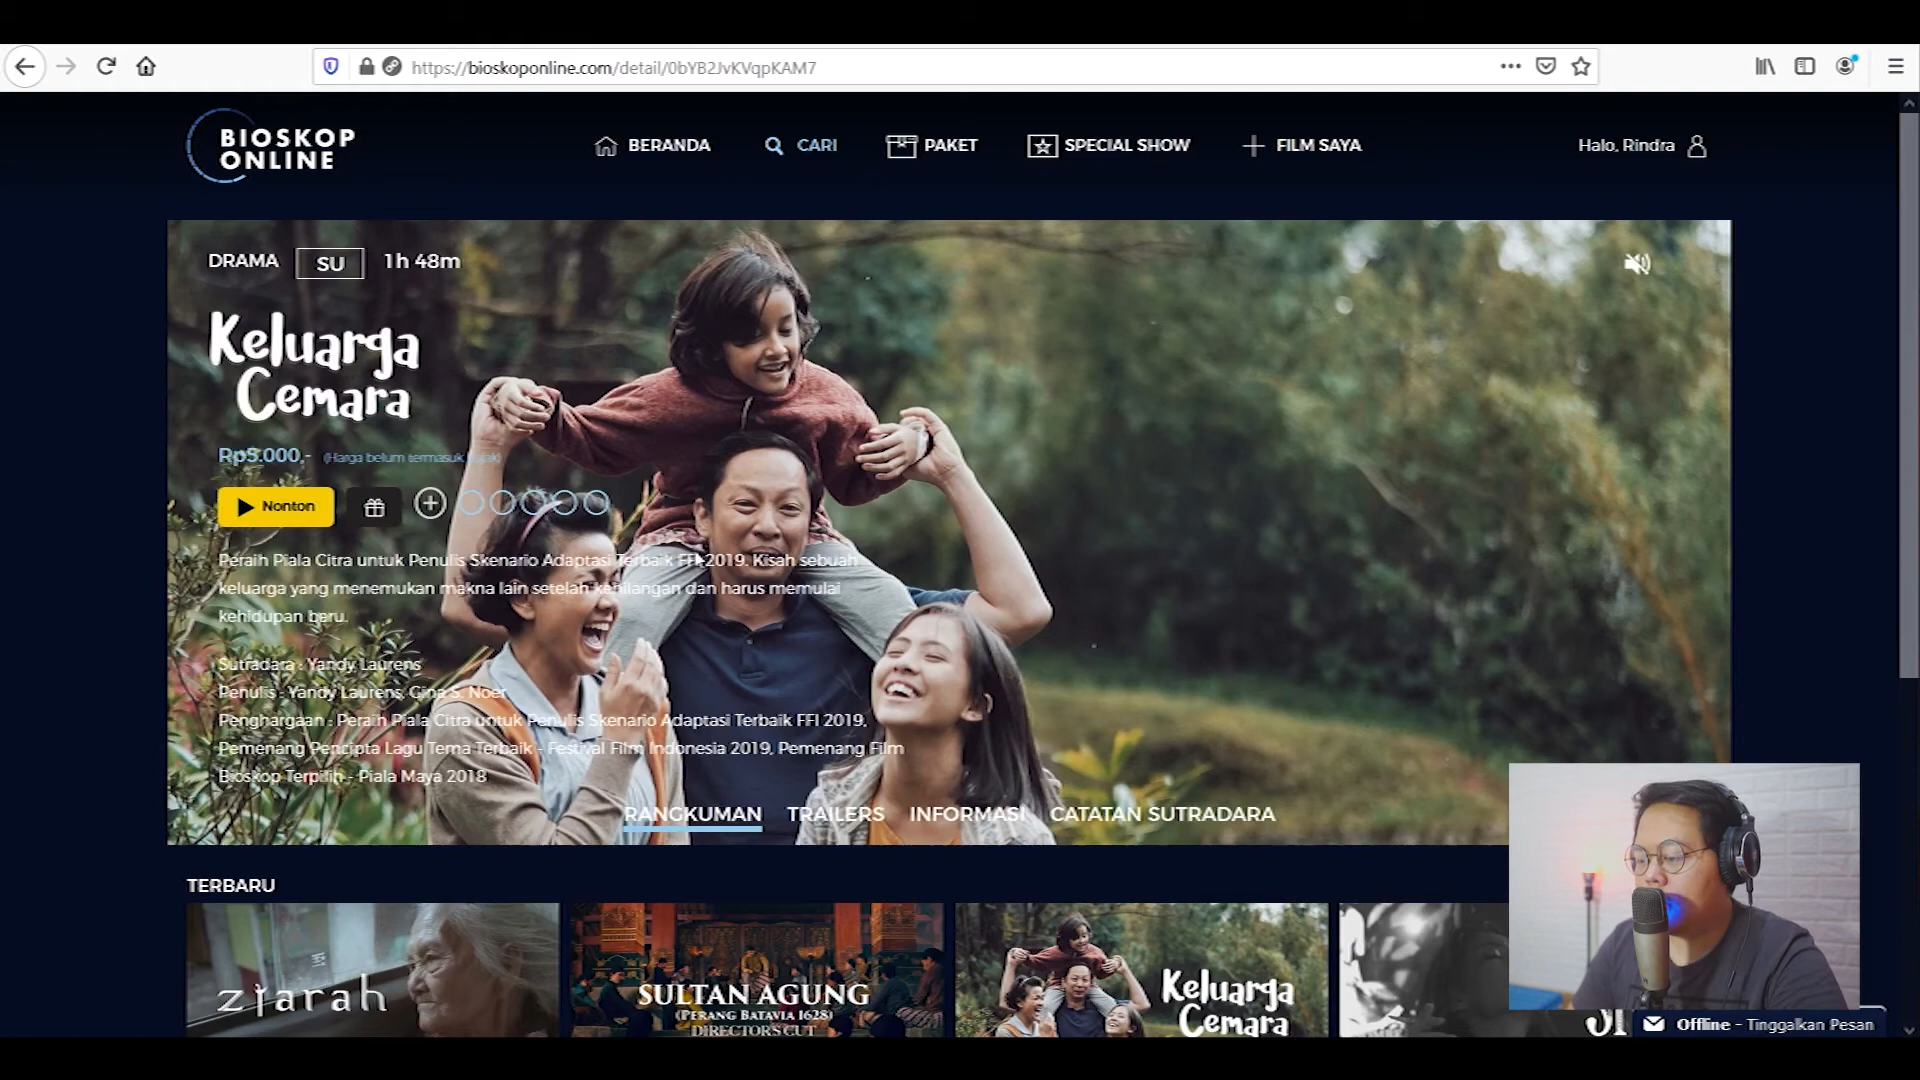 https://bioskoponline.com/detail/0bYB2JvKVqpKAM7
BIOSKOP
ONLINE
BERANDA
CARI
PAKET
SPECIAL SHOW
FILM SAYA
Halo, Rindra
DRAMA SU 1h 48m
Keluarga
Cemara
Rp5.000,- (Harga belum termasuk pajak)
Nonton
Peraih Piala Citra untuk Penulis Skenario Adaptasi Terbaik FFI 2019. Kisah sebuah
keluarga yang menemukan makna lain setelah kehilangan dan harus memulai
kehidupan baru.
Sutradara : Yandy Laurens
Penulis : Yandy Laurens, Gina S. Noer
Penghargaan : Peraih Piala Citra untuk Penulis Skenario Adaptasi Terbaik FFI 2019,
Pemenang Pencipta Lagu Tema Terbaik - Festival Film Indonesia 2019, Pemenang Film
Bioskop Terpilih - Piala Maya 2018
RANGKUMAN TRAILERS INFORMASI CATATAN SUTRADARA
TERBARU
ziarah
SULTAN AGUNG
(PERANG BATAVIA 1628)
DIRECTOR'S CUT
Keluarga
Cemara
Offline - Tinggalkan Pesan